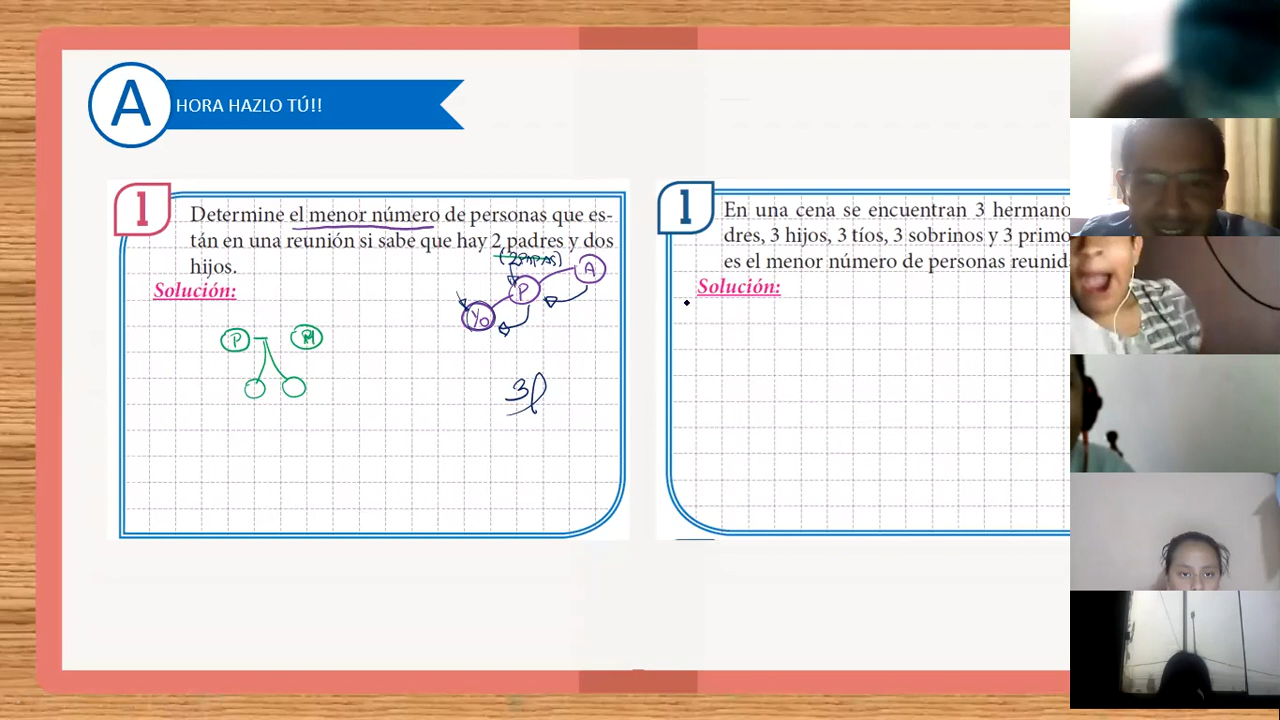 A
HORA HAZLO TÚ!!
1
Determine el menor número de personas que es-
tán en una reunión si sabe que hay 2 padres y dos
hijos.
(2 papas)
Solución:
A
P
Yo
P M
3
1
En una cena se encuentran 3 hermano
dres, 3 hijos, 3 tíos, 3 sobrinos y 3 primo
es el menor número de personas reunid
Solución: